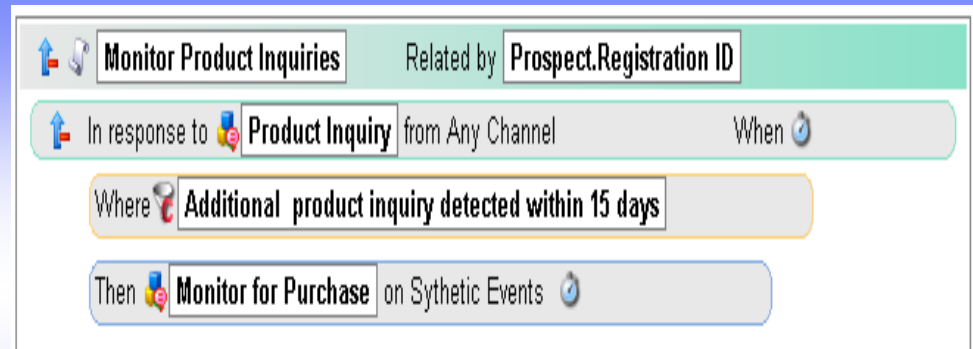 Monitor Product Inquiries Related by Prospect.Registration ID
In response to Product Inquiry from Any Channel When
Where Additional product inquiry detected within 15 days
Then Monitor for Purchase on Sythetic Events